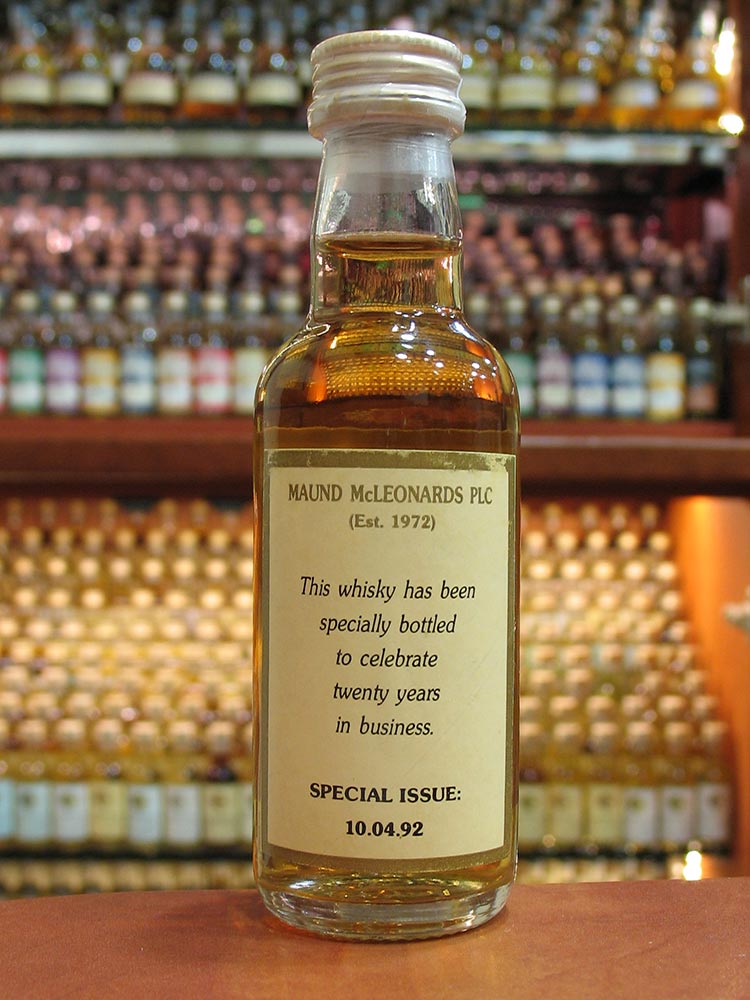 MAUND McLEONARDS PLC
(Est. 1972)
This whisky has been
specially bottled
to celebrate
twenty years
in business.
SPECIAL ISSUE:
10.04.92